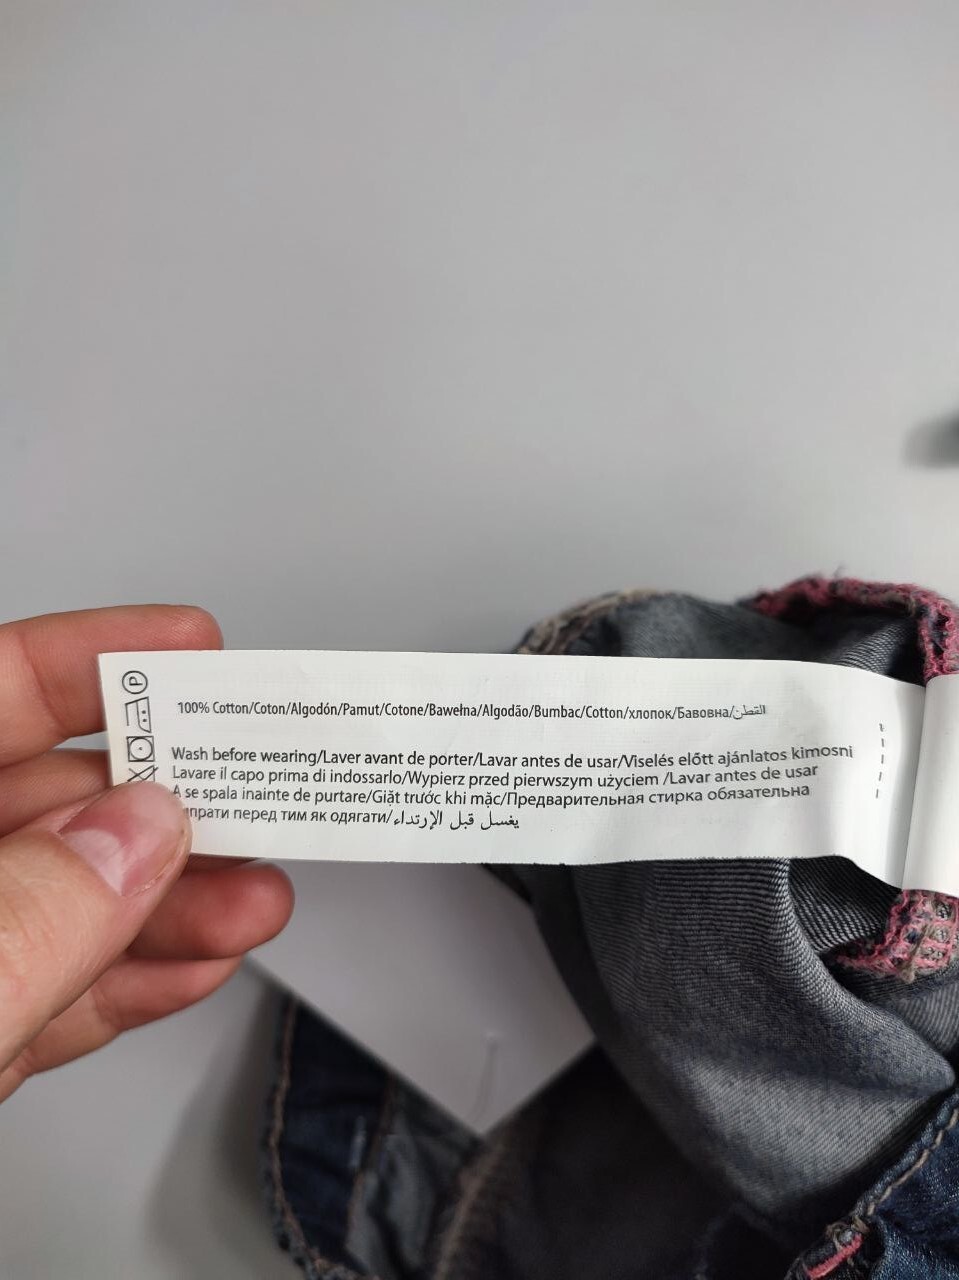 100% Cotton/Coton/Algodón/Pamut/Cotone/Bawełna/Algodão/Bumbac/Cotton/хлопок/Бавовна/القطن
Wash before wearing/Laver avant de porter/Lavar antes de usar/Viselés előtt ajánlatos kimosni
Lavare il capo prima di indossarlo/Wypierz przed pierwszym użyciem /Lavar antes de usar
A se spala inainte de purtare/Giặt trước khi mặc/Предварительная стирка обязательна
перед тим як одягати/يغسل قبل الإرتداء
P